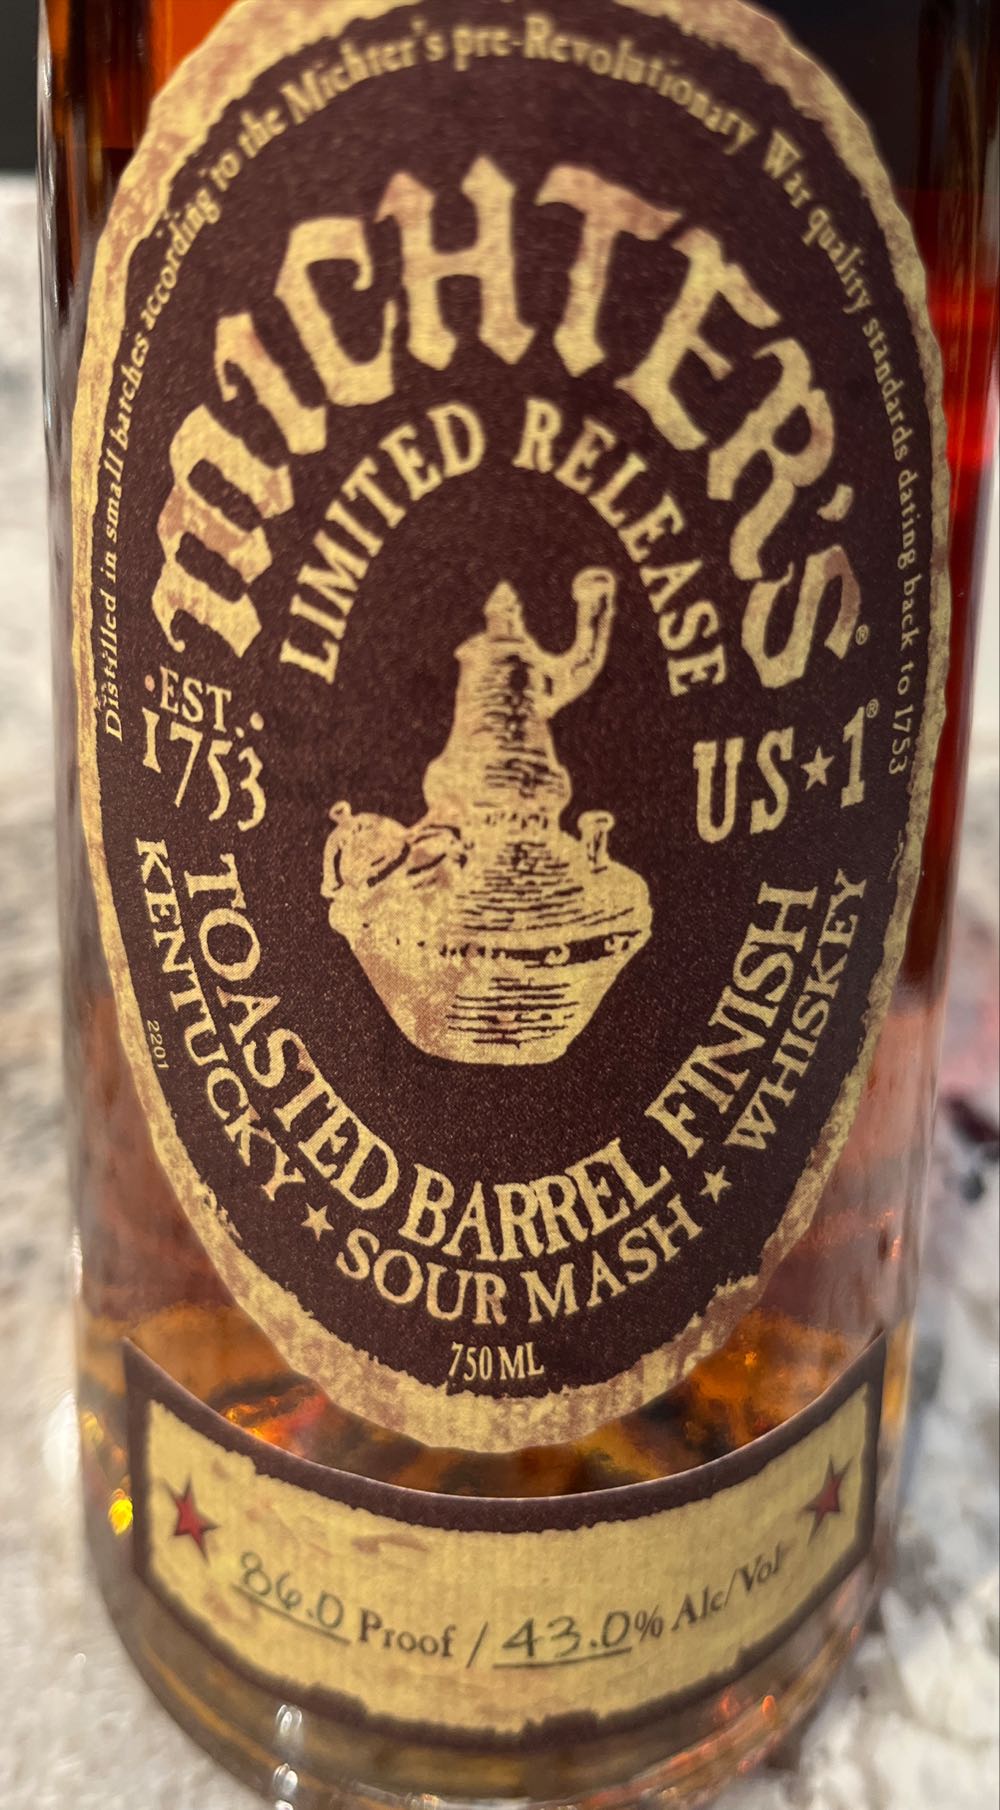 Distilled in small batches according to the Michter's pre-Revolutionary War quality standards dating back to 1753
MICHTER'S®
LIMITED RELEASE
·EST.·
1753
US★1®
TOASTED BARREL FINISH
KENTUCKY ★ SOUR MASH ★ WHISKEY
2201
750 ML
86.0 Proof / 43.0% Alc/Vol